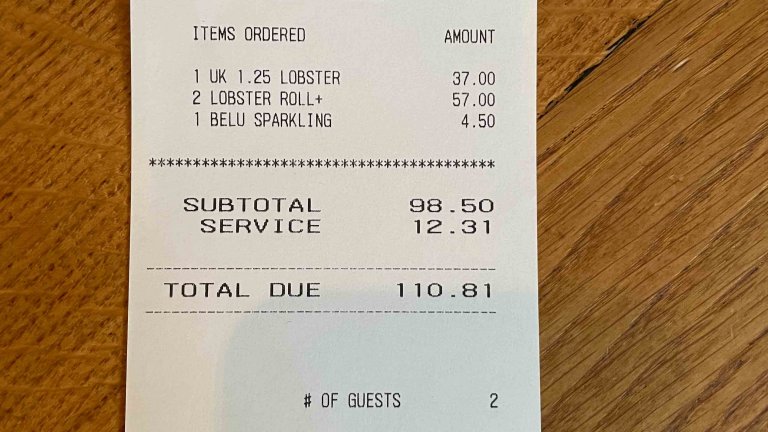 ITEMS ORDERED AMOUNT
1 UK 1.25 LOBSTER 37.00
2 LOBSTER ROLL+ 57.00
1 BELU SPARKLING 4.50
****************************************
SUBTOTAL 98.50
SERVICE 12.31
TOTAL DUE 110.81
# OF GUESTS 2